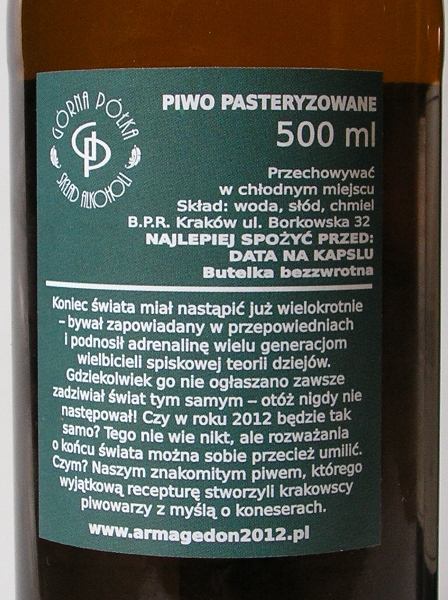 GÓRNA PÓŁKA
GP
SKŁAD ALKOHOLI
PIWO PASTERYZOWANE
500 ml
Przechowywać
w chłodnym miejscu
Skład: woda, słód, chmiel
B.P.R. Kraków ul. Borkowska 32
NAJLEPIEJ SPOŻYĆ PRZED:
DATA NA KAPSLU
Butelka bezzwrotna
Koniec świata miał nastąpić już wielokrotnie
– bywał zapowiadany w przepowiedniach
i podnosił adrenalinę wielu generacjom
wielbicieli spiskowej teorii dziejów.
Gdziekolwiek go nie ogłaszano zawsze
zadziwiał świat tym samym – otóż nigdy nie
następował! Czy w roku 2012 będzie tak
samo? Tego nie wie nikt, ale rozważania
o końcu świata można sobie przecież umilić.
Czym? Naszym znakomitym piwem, którego
wyjątkową recepturę stworzyli krakowscy
piwowarzy z myślą o koneserach.
www.armagedon2012.pl